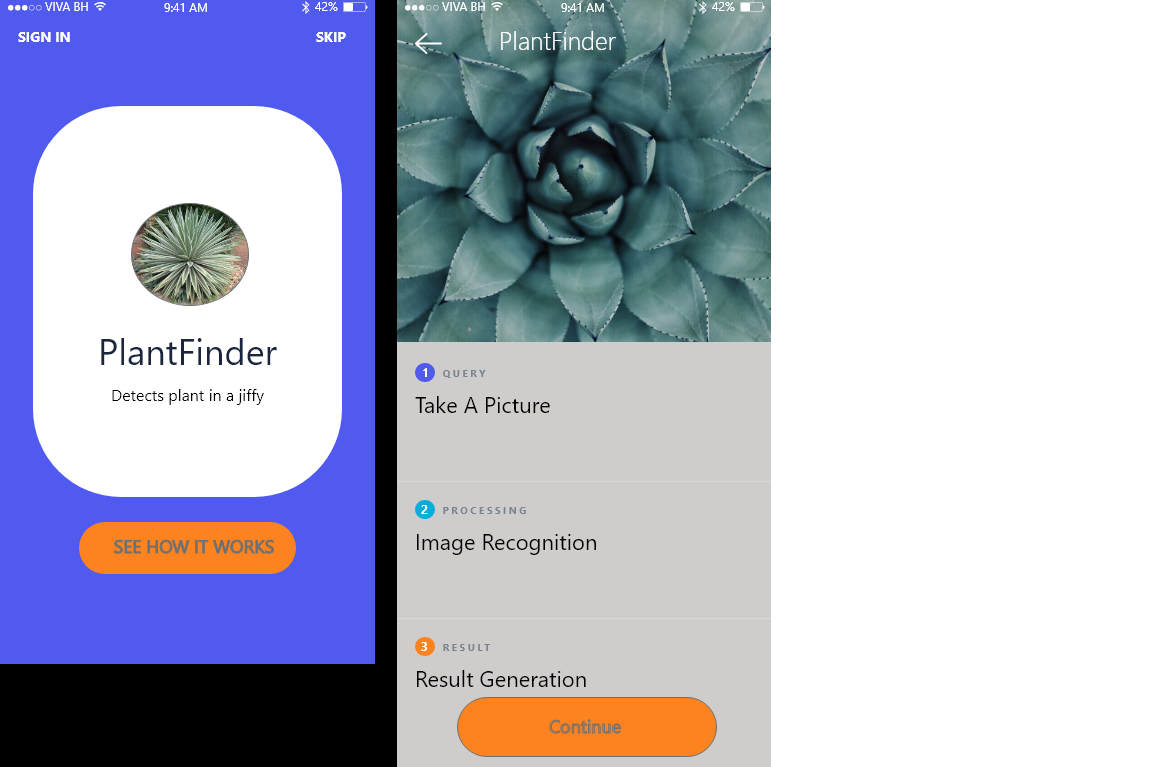 VIVA BH 9:41 AM 42%
SIGN IN SKIP
PlantFinder
Detects plant in a jiffy
SEE HOW IT WORKS
VIVA BH 9:41 AM 42%
PlantFinder
1 QUERY
Take A Picture
2 PROCESSING
Image Recognition
3 RESULT
Result Generation
Continue